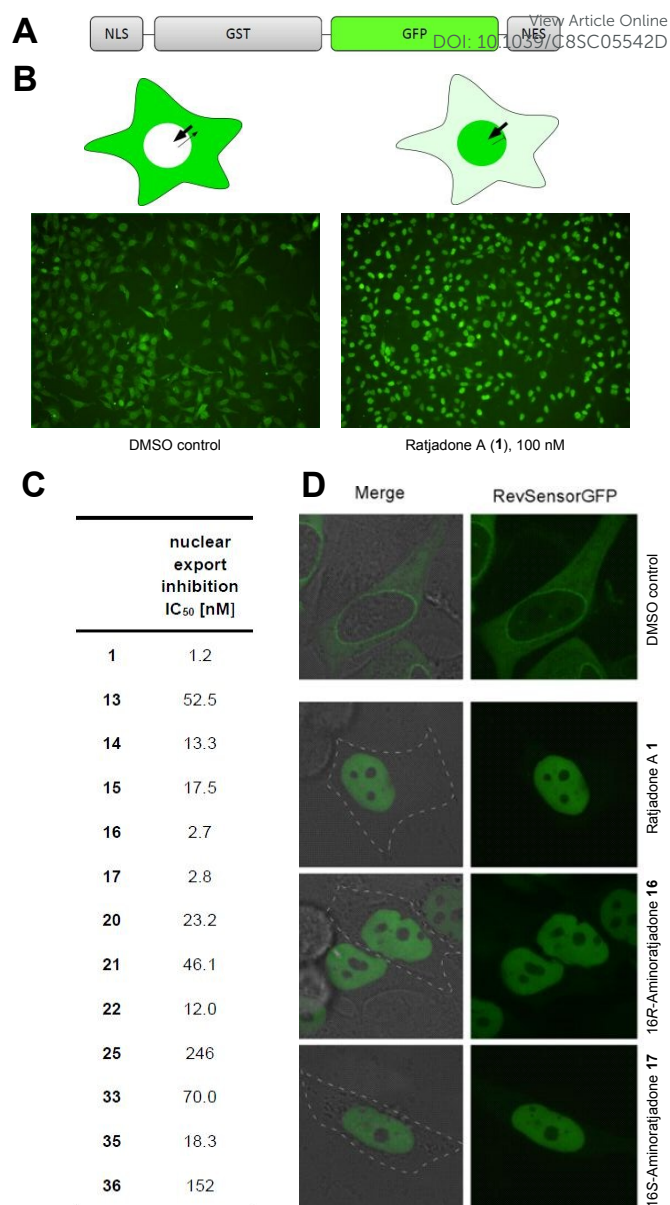 View Article Online
DOI: 10.1039/C8SC05542D
A
NLS GST GFP NES
B
DMSO control
Ratjadone A (1), 100 nM
C
nuclear
export
inhibition
IC₅₀ [nM]
1 1.2
13 52.5
14 13.3
15 17.5
16 2.7
17 2.8
20 23.2
21 46.1
22 12.0
25 246
33 70.0
35 18.3
36 152
D
Merge RevSensorGFP
DMSO control
Ratjadone A 1
16R-Aminoratjadone 16
16S-Aminoratjadone 17